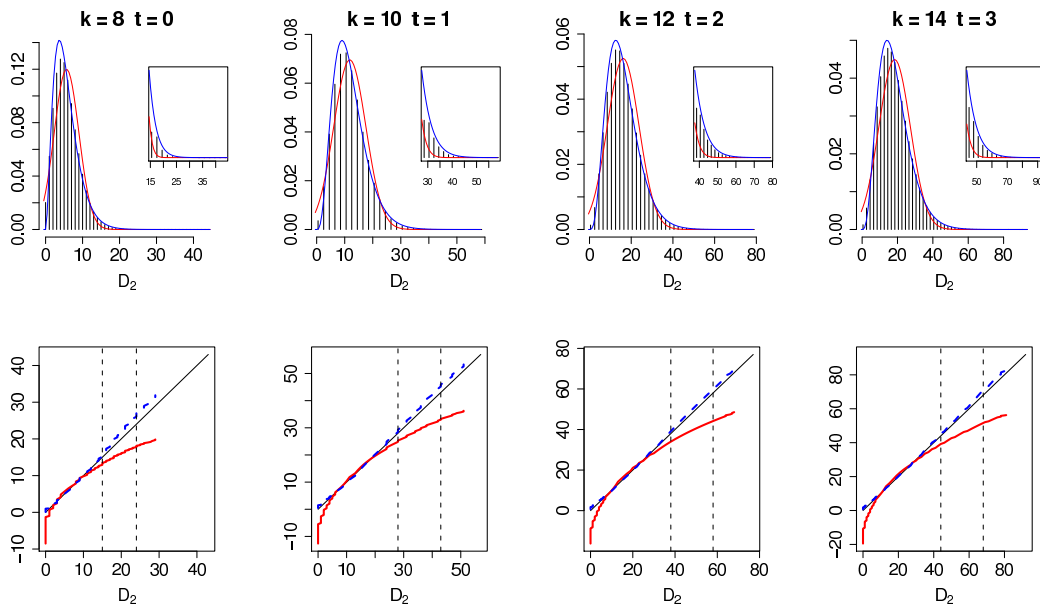 k = 8 t = 0
k = 10 t = 1
k = 12 t = 2
k = 14 t = 3
0.00 0.04 0.08 0.12
15 25 35
0 10 20 30 40
D2
0.00 0.02 0.04 0.06 0.08
30 40 50
0 10 30 50
D2
0.00 0.02 0.04 0.06
40 50 60 70 80
0 20 40 60 80
D2
0.00 0.02 0.04
50 70 90
0 20 40 60 80
D2
−10 0 10 20 30 40
0 10 20 30 40
D2
−10 10 30 50
0 10 20 30 40 50
D2
0 20 40 60 80
0 20 40 60 80
D2
−20 0 20 40 60 80
0 20 40 60 80
D2